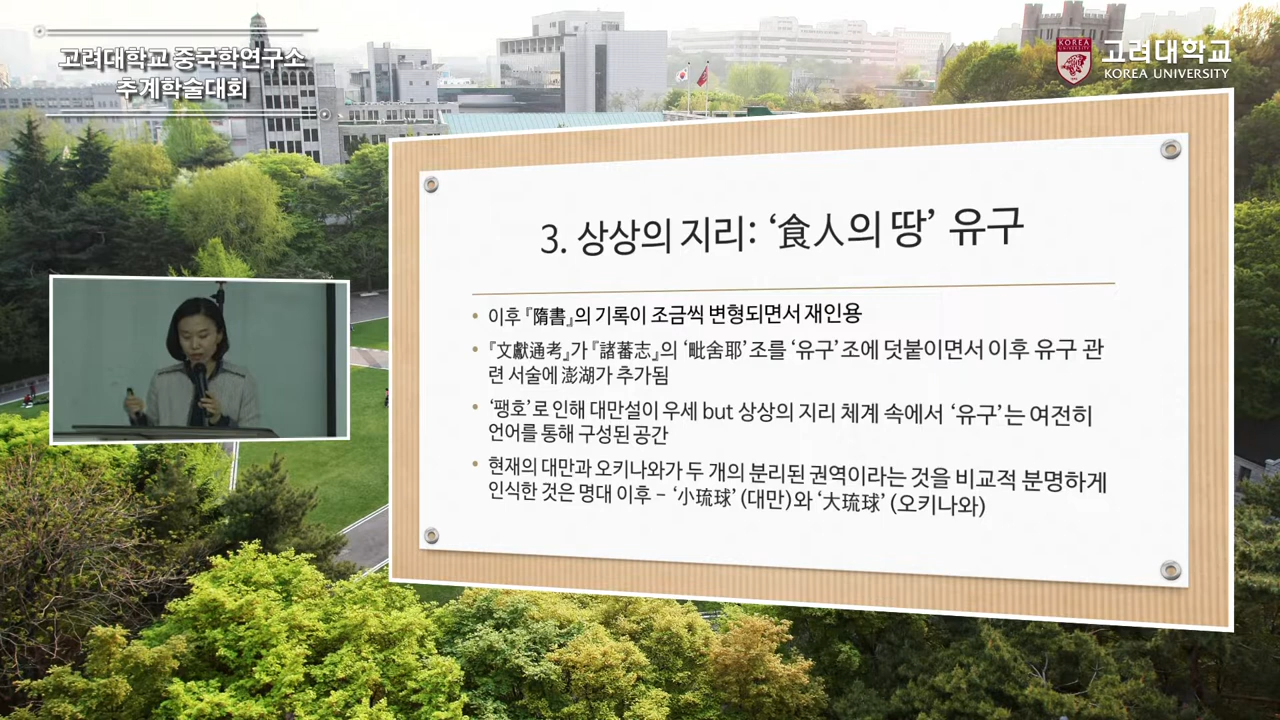 고려대학교 중국학연구소
추계학술대회
고려대학교
KOREA UNIVERSITY
KOREA
3. 상상의 지리: ‘食人의 땅’ 유구
• 이후 『隋書』의 기록이 조금씩 변형되면서 재인용
• 『文獻通考』가 『諸蕃志』의 ‘毗舍耶’조를 ‘유구’조에 덧붙이면서 이후 유구 관
련 서술에 澎湖가 추가됨
• ‘팽호’로 인해 대만설이 우세 but 상상의 지리 체계 속에서 ‘유구’는 여전히
언어를 통해 구성된 공간
• 현재의 대만과 오키나와가 두 개의 분리된 권역이라는 것을 비교적 분명하게
인식한 것은 명대 이후 – ‘小琉球’ (대만)와 ‘大琉球’ (오키나와)